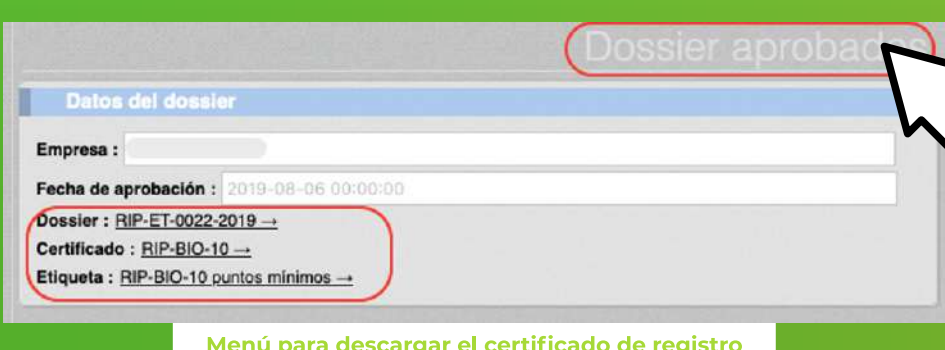 Dossier aprobados
Datos del dossier
Empresa :
Fecha de aprobación : 2019-08-06 00:00:00
Dossier : RIP-ET-0022-2019 →
Certificado : RIP-BIO-10 →
Etiqueta : RIP-BIO-10 puntos mínimos →
Menú para descargar el certificado de registro